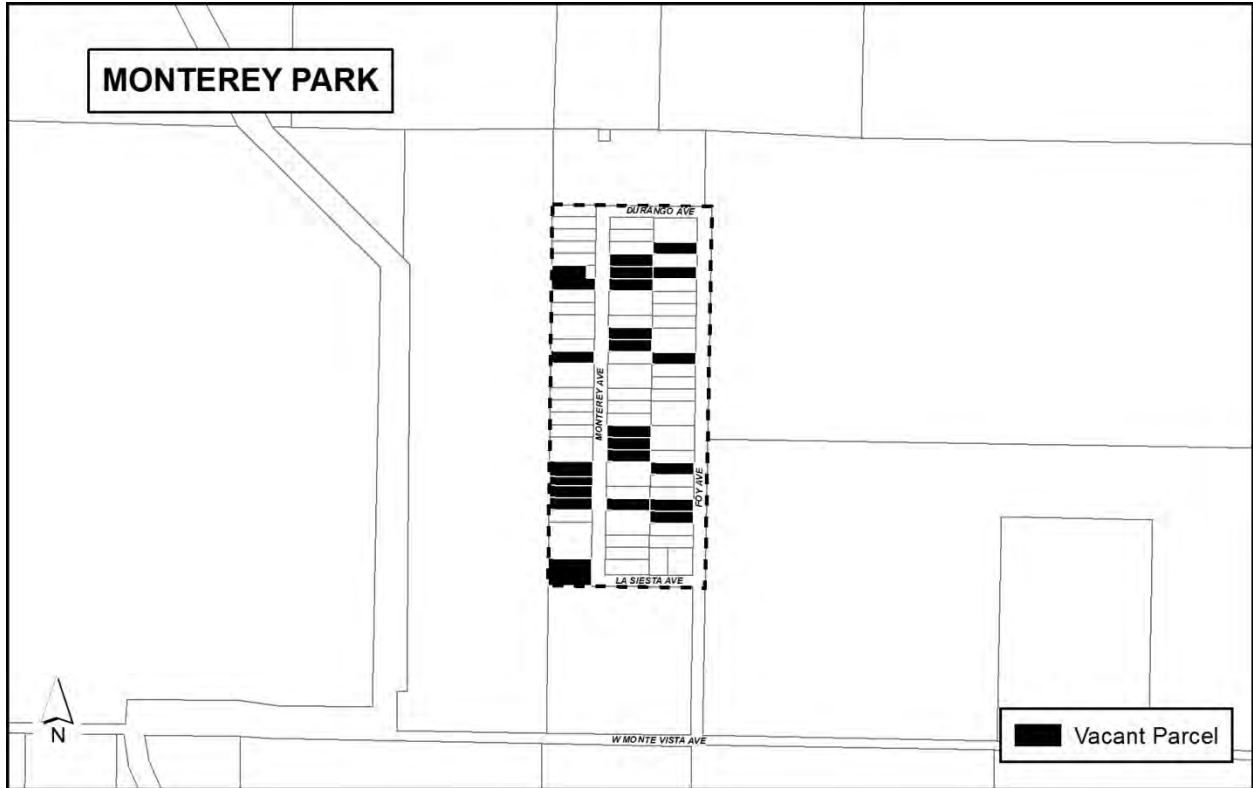 MONTEREY PARK
DURANGO AVE
MONTEREY AVE
FOY AVE
LA SIESTA AVE
N
W MONTE VISTA AVE
Vacant Parcel